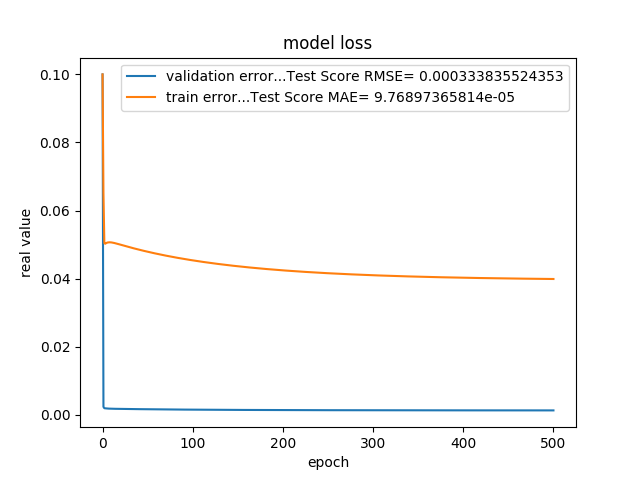 model loss
validation error...Test Score RMSE= 0.000333835524353
train error...Test Score MAE= 9.76897365814e-05
0.10
0.08
0.06
0.04
0.02
0.00
real value
0 100 200 300 400 500
epoch